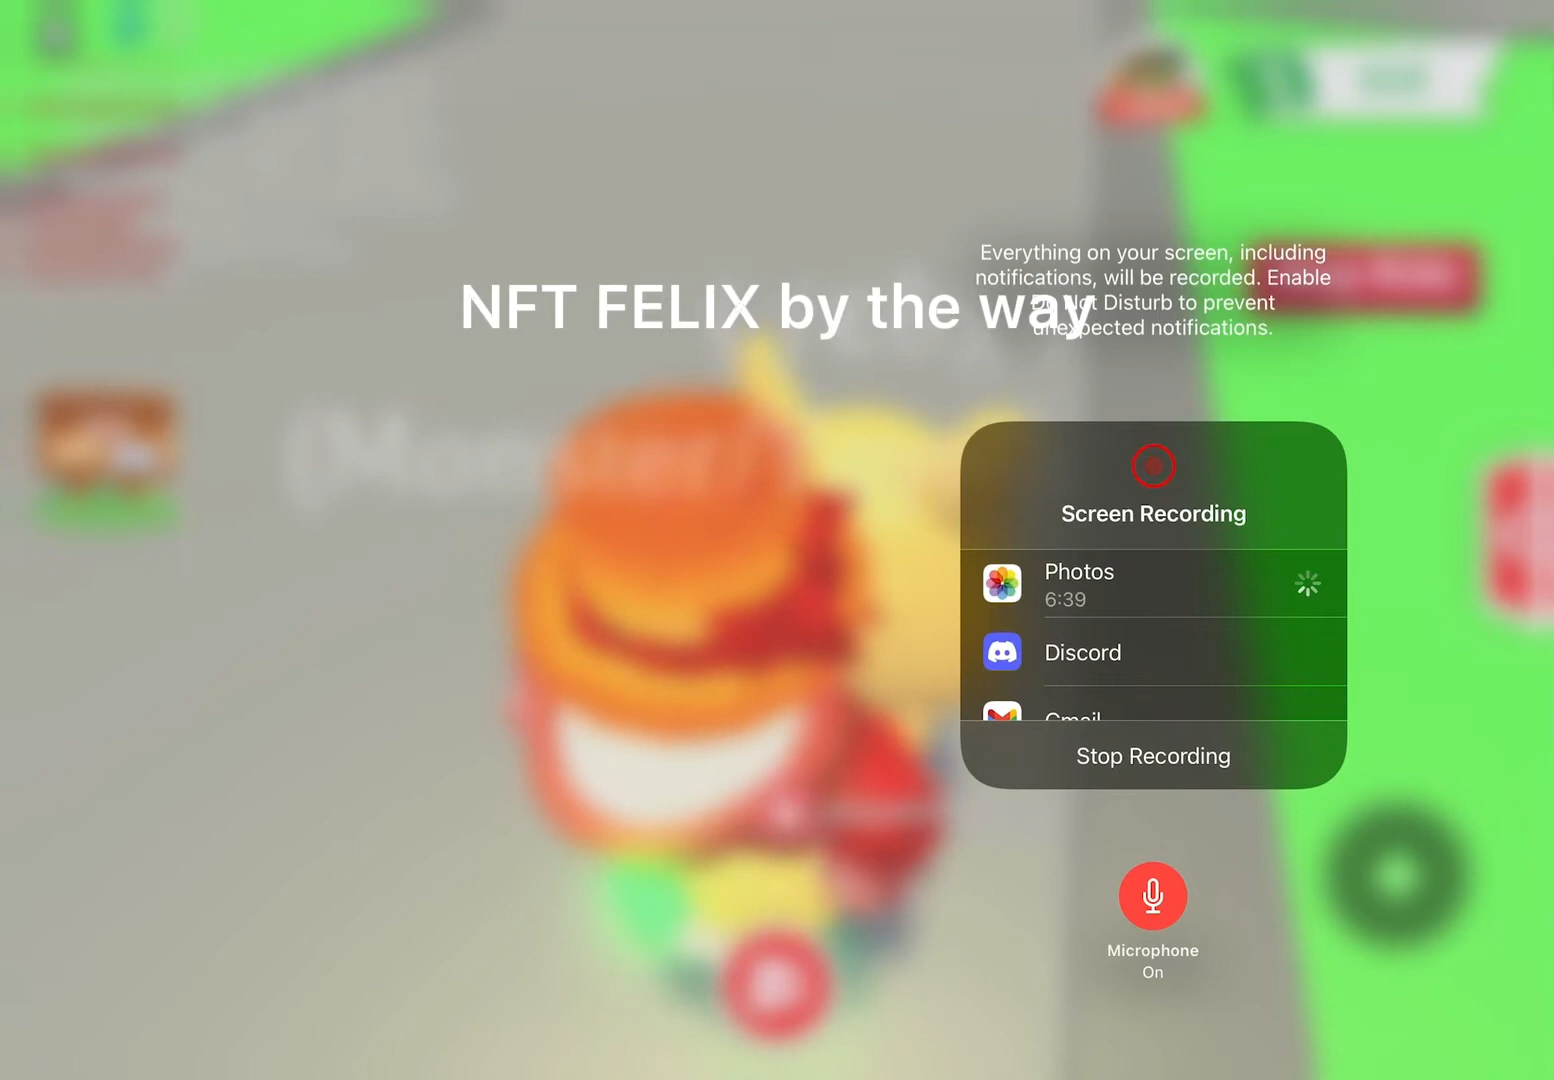 Everything on your screen, including
notifications, will be recorded. Enable
Do Not Disturb to prevent
unexpected notifications.
NFT FELIX by the way
Screen Recording
Photos
6:39
Discord
Gmail
Stop Recording
Microphone
On